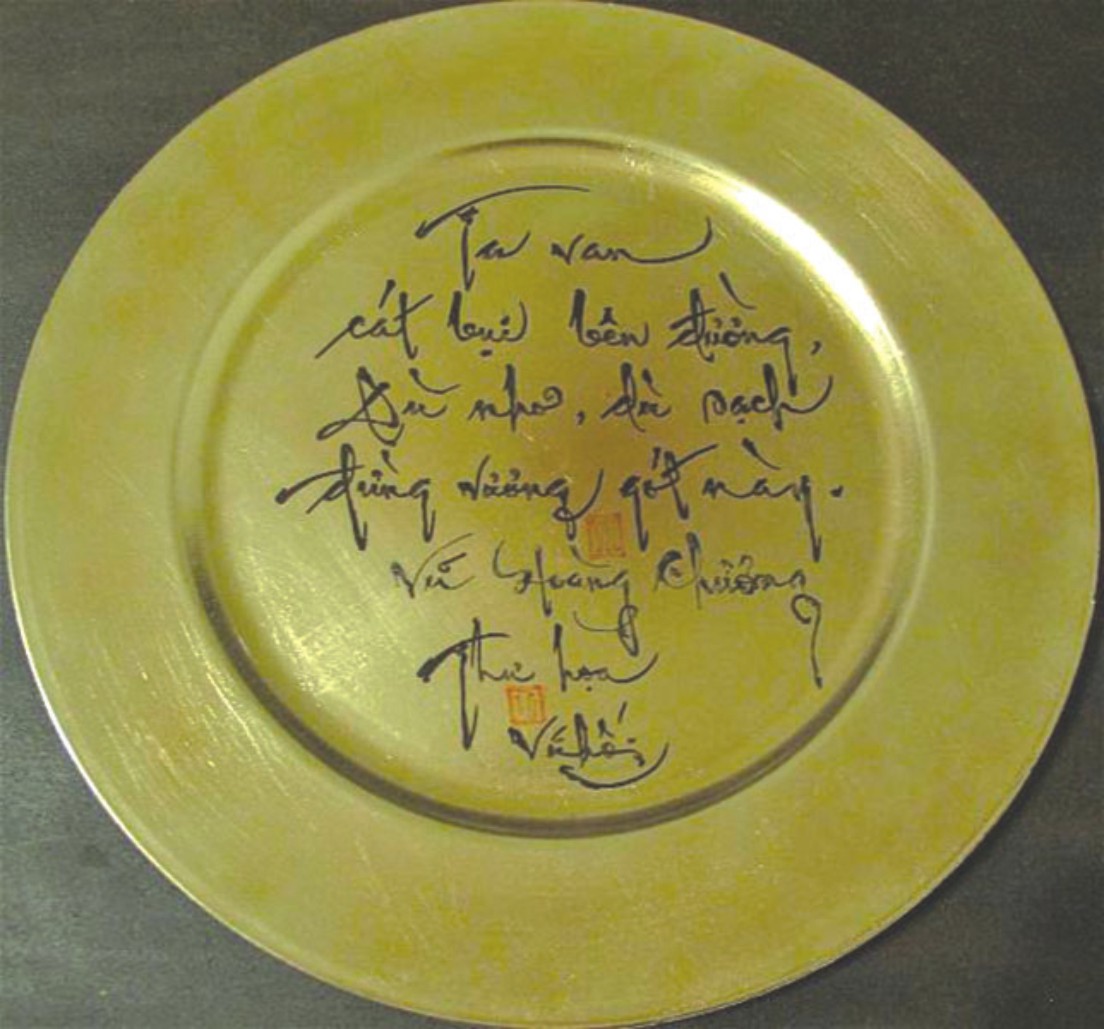 Ta van
cát bụi bên đường,
Dù nhơ, dù sạch
đừng vương gót này.
Vũ Hoàng Chương
Thư họa
Vũ Hối